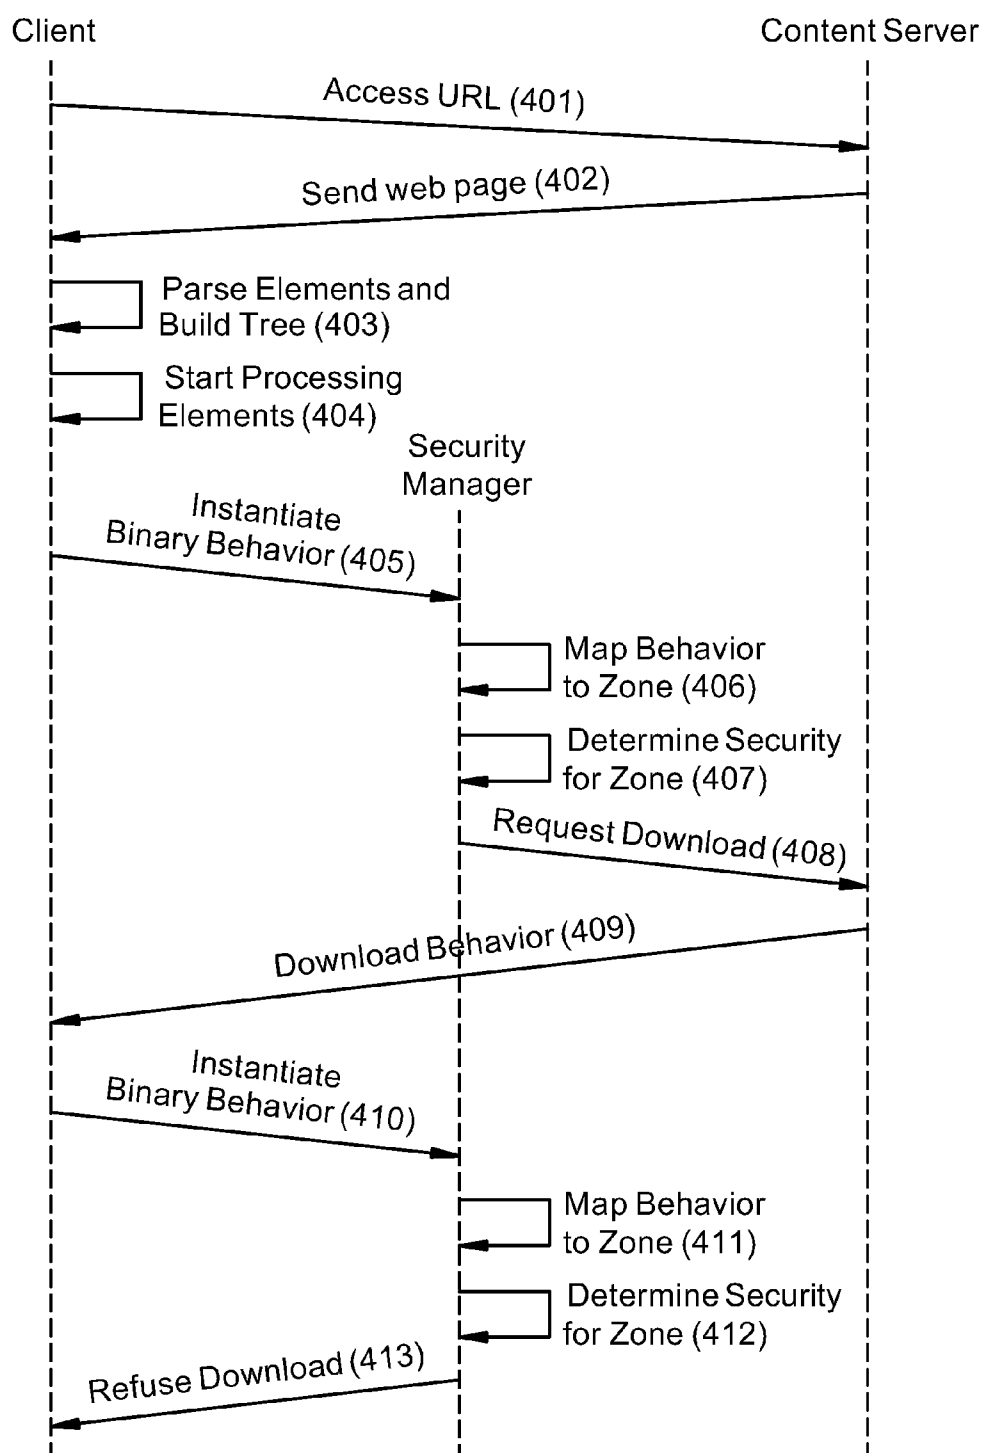 Client
Content Server
Access URL (401)
Send web page (402)
Parse Elements and
Build Tree (403)
Start Processing
Elements (404)
Security
Manager
Instantiate
Binary Behavior (405)
Map Behavior
to Zone (406)
Determine Security
for Zone (407)
Request Download (408)
Download Behavior (409)
Instantiate
Binary Behavior (410)
Map Behavior
to Zone (411)
Determine Security
for Zone (412)
Refuse Download (413)